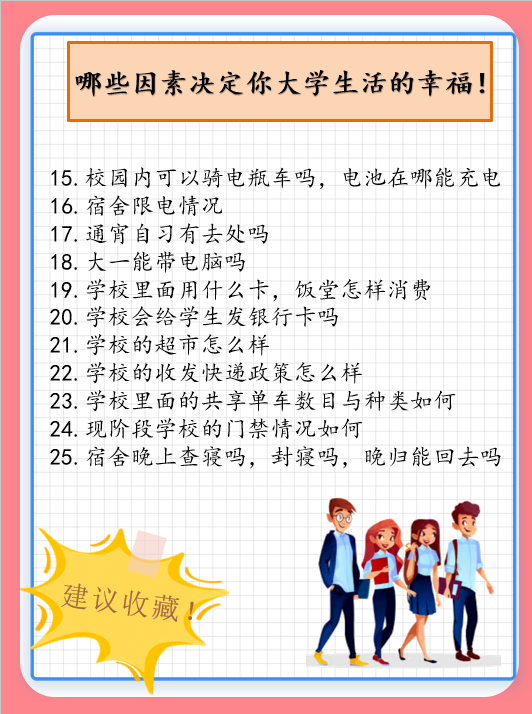 哪些因素决定你大学生活的幸福!
15.校园内可以骑电瓶车吗，电池在哪能充电
16.宿舍限电情况
17.通宵自习有去处吗
18.大一能带电脑吗
19.学校里面用什么卡，饭堂怎样消费
20.学校会给学生发银行卡吗
21.学校的超市怎么样
22.学校的收发快递政策怎么样
23.学校里面的共享单车数目与种类如何
24.现阶段学校的门禁情况如何
25.宿舍晚上查寝吗，封寝吗，晚归能回去吗
建议收藏!